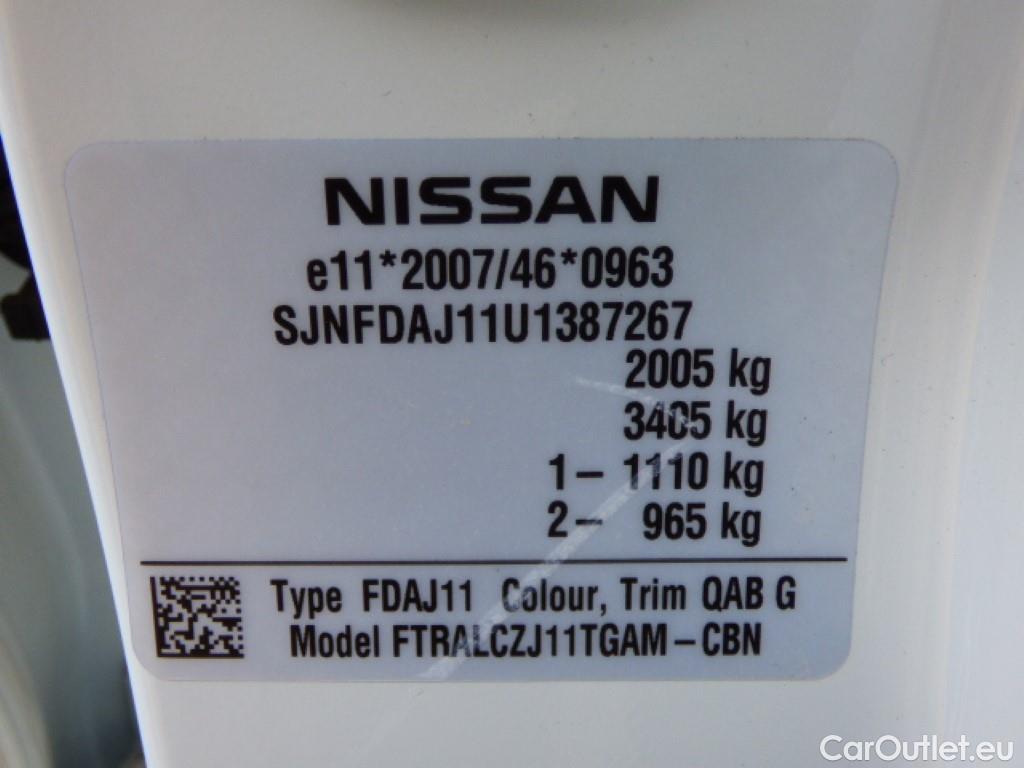 NISSAN
e11*2007/46*0963
SJNFDAJ11U1387267
2005 kg
3405 kg
1– 1110 kg
2– 965 kg
Type FDAJ11 Colour, Trim QAB G
Model FTRALCZJ11TGAM–CBN
CarOutlet.eu